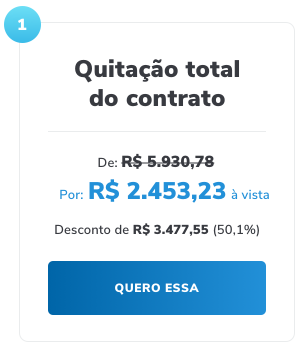 1
Quitação total
do contrato
De: R$ 5.930,78
Por: R$ 2.453,23 à vista
Desconto de R$ 3.477,55 (50,1%)
QUERO ESSA